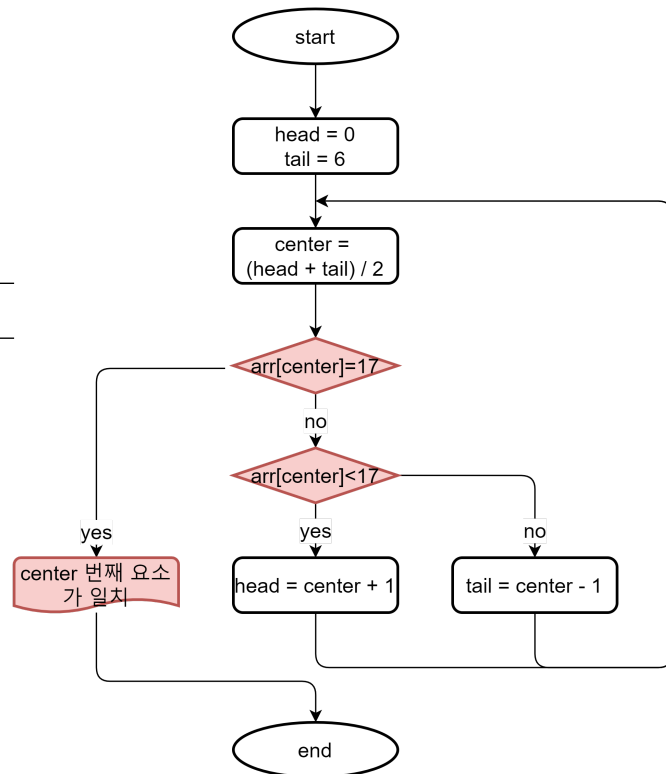 start
head = 0
tail = 6
center =
(head + tail) / 2
arr[center]=17
no
arr[center]<17
yes
yes
no
center 번째 요소
가 일치
head = center + 1
tail = center - 1
end